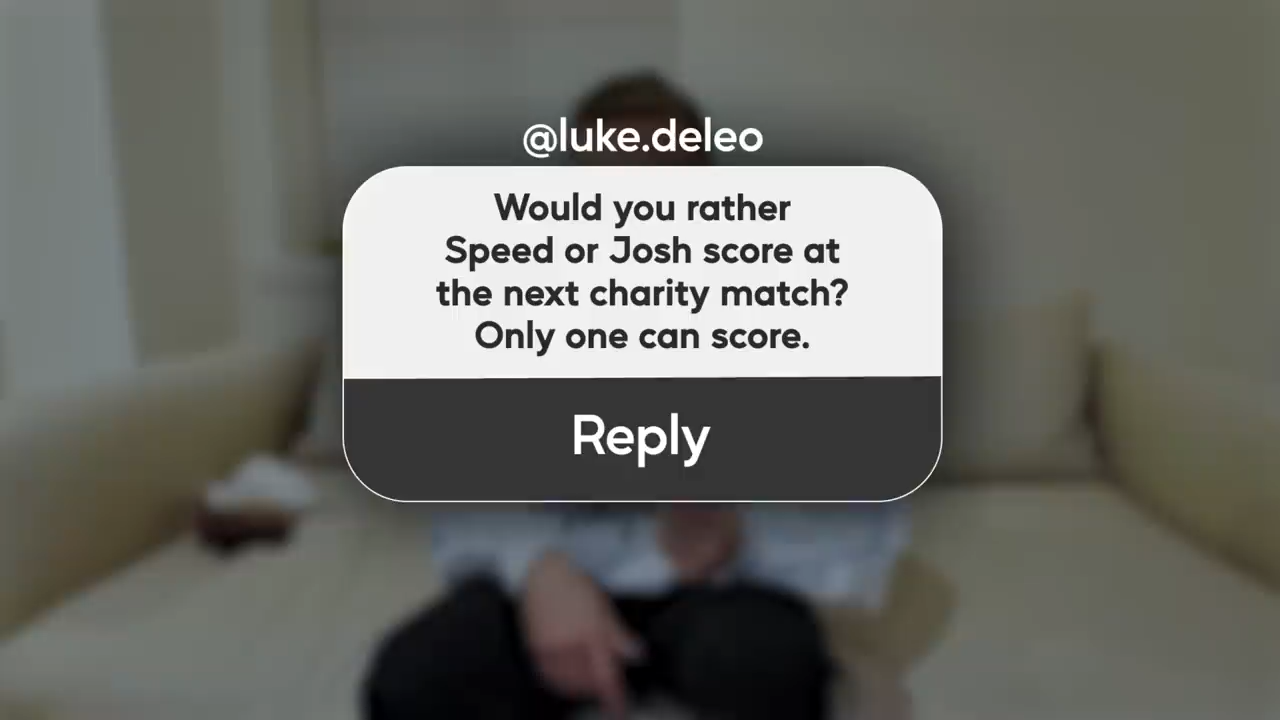 @luke.deleo
Would you rather
Speed or Josh score at
the next charity match?
Only one can score.
Reply